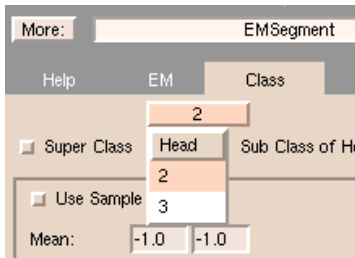 More: EMSegment
Help EM Class
2
Super Class Head Sub Class of
2
Use Sample
3
Mean: -1.0 -1.0